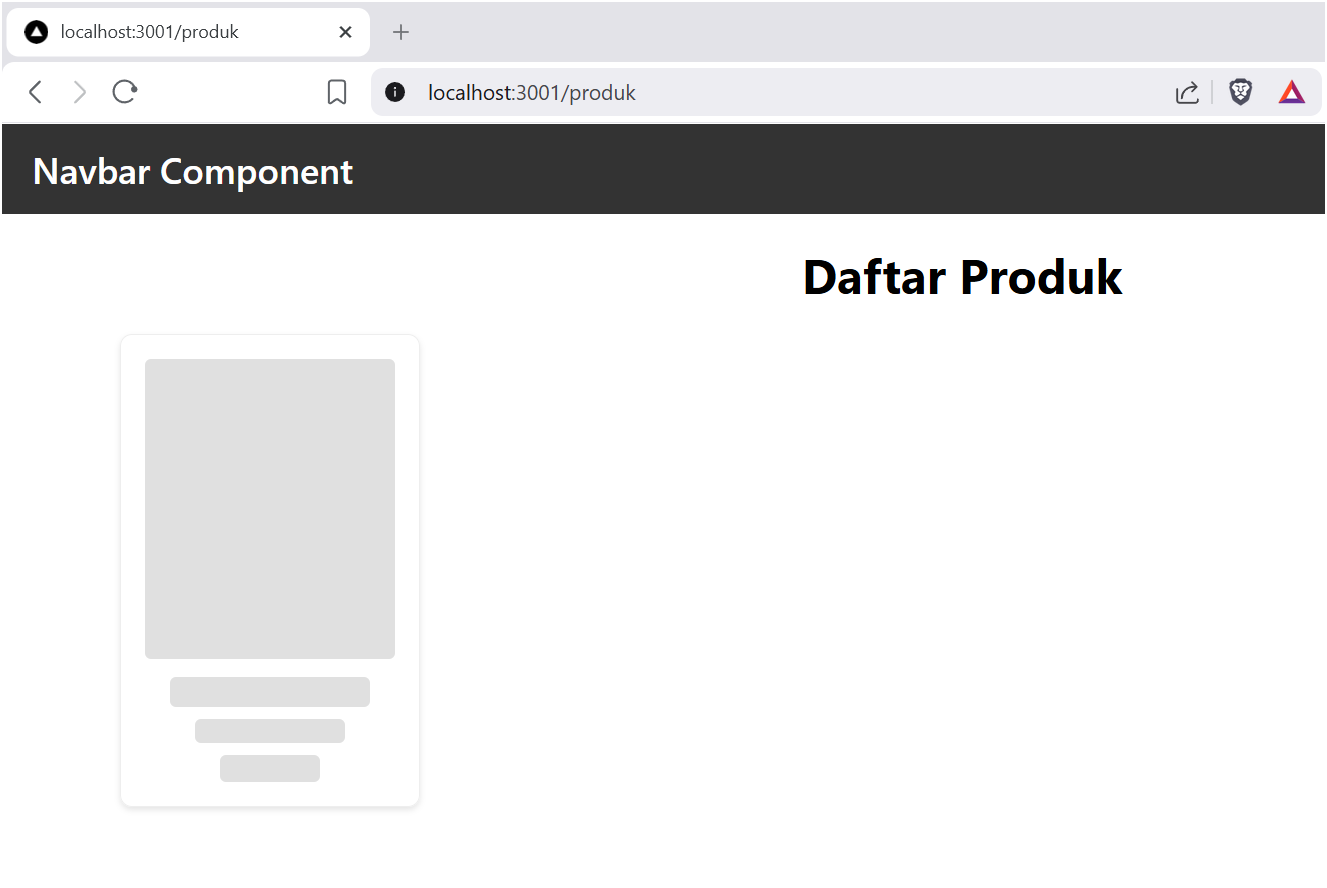 localhost:3001/produk
localhost:3001/produk
Navbar Component
Daftar Produk